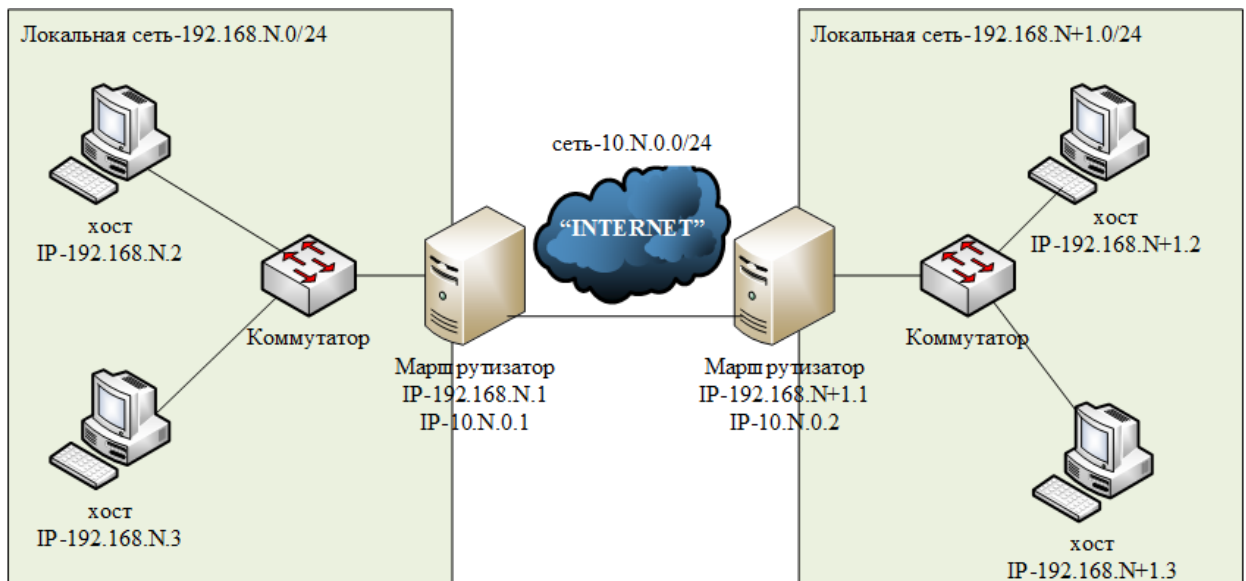 Локальная сеть-192.168.N.0/24
хост
IP-192.168.N.2
Коммутатор
хост
IP-192.168.N.3
Маршрутизатор
IP-192.168.N.1
IP-10.N.0.1
сеть-10.N.0.0/24
“INTERNET”
Маршрутизатор
IP-192.168.N+1.1
IP-10.N.0.2
Локальная сеть-192.168.N+1.0/24
хост
IP-192.168.N+1.2
Коммутатор
хост
IP-192.168.N+1.3